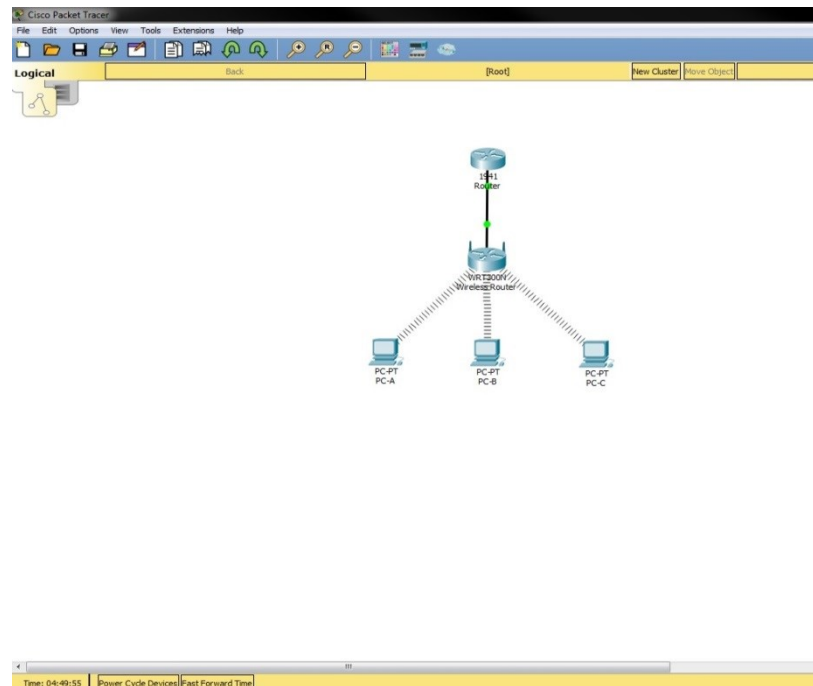 Cisco Packet Tracer
File Edit Options View Tools Extensions Help
Logical Back [Root] New Cluster Move Object
1941
Router
WRT300N
Wireless Router
PC-PT PC-PT PC-PT
PC-A PC-B PC-C
Time: 04:49:55 Power Cycle Devices Fast Forward Time